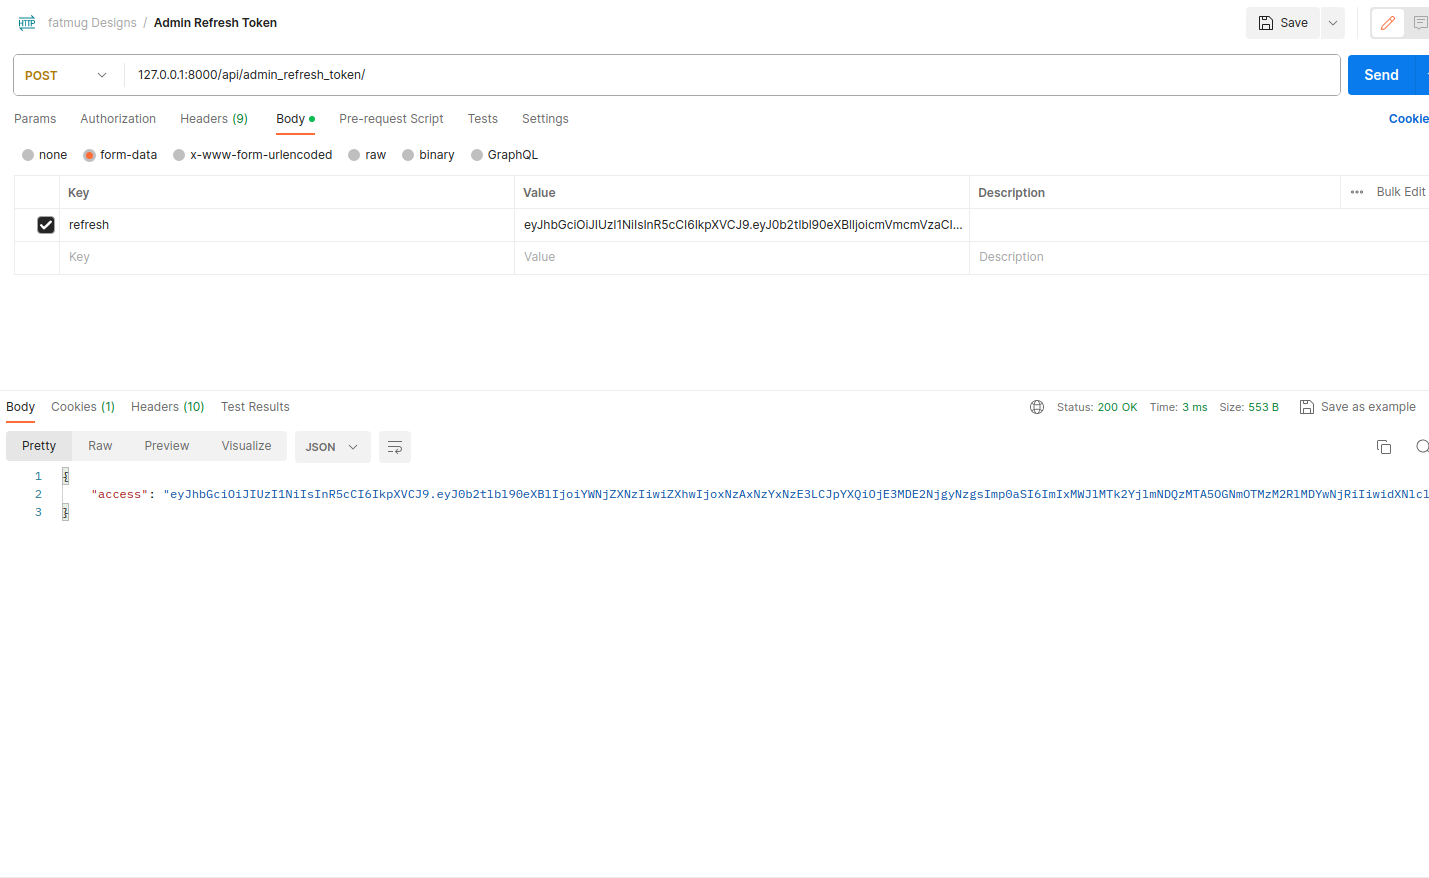 HTTP fatmug Designs / Admin Refresh Token Save
POST 127.0.0.1:8000/api/admin_refresh_token/ Send
Params Authorization Headers (9) Body Pre-request Script Tests Settings Cookie
none form-data x-www-form-urlencoded raw binary GraphQL
Key Value Description ••• Bulk Edit
refresh eyJhbGciOiJIUzI1NiIsInR5cCI6IkpXVCJ9.eyJ0b2tlbl90eXBlIjoicmVmcmVzaCI...
Key Value Description
Body Cookies (1) Headers (10) Test Results Status: 200 OK Time: 3 ms Size: 553 B Save as example
Pretty Raw Preview Visualize JSON
1 {
2 "access": "eyJhbGciOiJIUzI1NiIsInR5cCI6IkpXVCJ9.eyJ0b2tlbl90eXBlIjoiYWNjZXNzIiwiZXhwIjoxNzAxNzYxNzE3LCJpYXQiOjE3MDE2NjgyNzgsImp0aSI6ImIxMWJlMTk2YjlmNDQzMTA5OGNmOTMzM2RlMDYwNjRiIiwidXNlcl
3 }